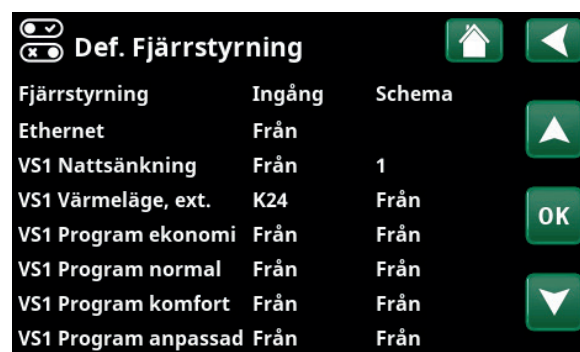 Def. Fjärrstyrning
Fjärrstyrning Ingång Schema
Ethernet Från
VS1 Nattsänkning Från 1
VS1 Värmeläge, ext. K24 Från
OK
VS1 Program ekonomi Från Från
VS1 Program normal Från Från
VS1 Program komfort Från Från
VS1 Program anpassad Från Från